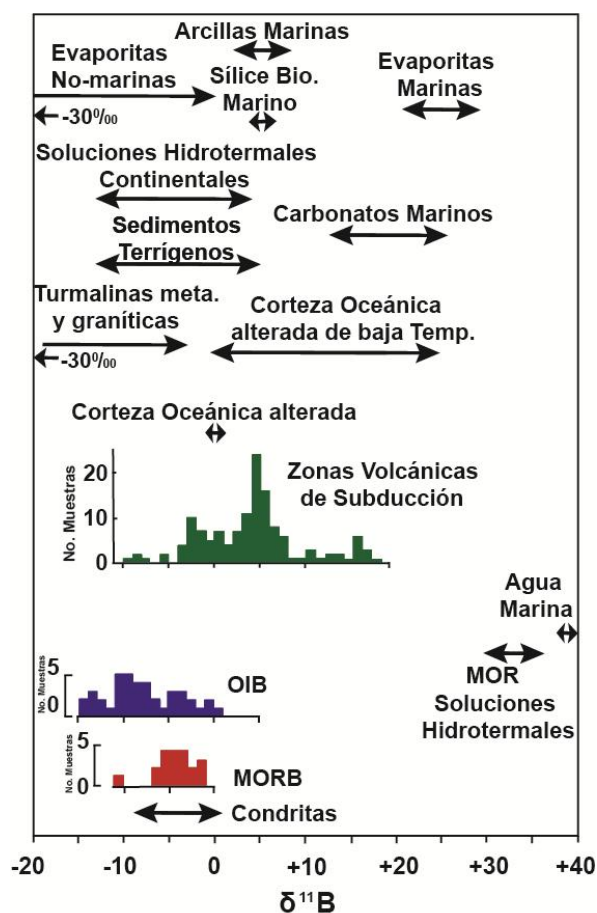 Arcillas Marinas
Evaporitas
No-marinas
Sílice Bio.
Marino
Evaporitas
Marinas
-30‰
Soluciones Hidrotermales
Continentales
Carbonatos Marinos
Sedimentos
Terrígenos
Turmalinas meta.
y graníticas
Corteza Oceánica
alterada de baja Temp.
-30‰
Corteza Oceánica alterada
No. Muestras
20
10
0
Zonas Volcánicas
de Subducción
Agua
Marina
MOR
Soluciones
Hidrotermales
No. Muestras
5
0
OIB
No. Muestras
5
0
MORB
Condritas
-20 -10 0 +10 +20 +30 +40
δ¹¹B